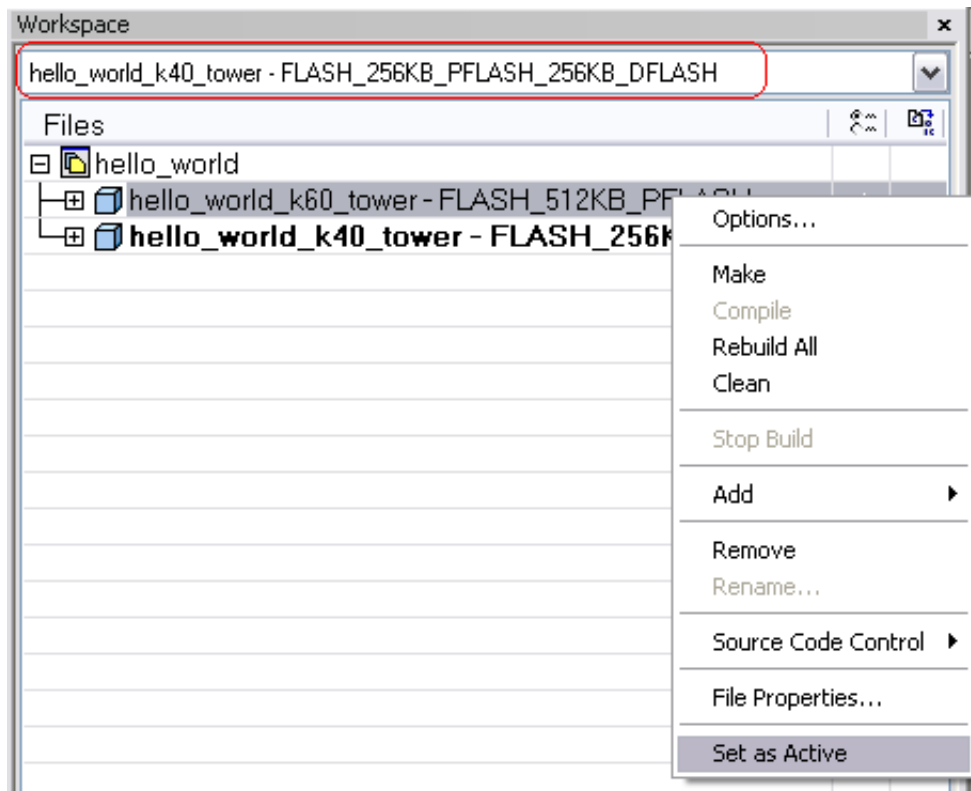 Workspace
hello_world_k40_tower - FLASH_256KB_PFLASH_256KB_DFLASH
Files
hello_world
hello_world_k60_tower - FLASH_512KB_PFLASH
hello_world_k40_tower - FLASH_256K
Options...
Make
Compile
Rebuild All
Clean
Stop Build
Add
Remove
Rename...
Source Code Control
File Properties...
Set as Active